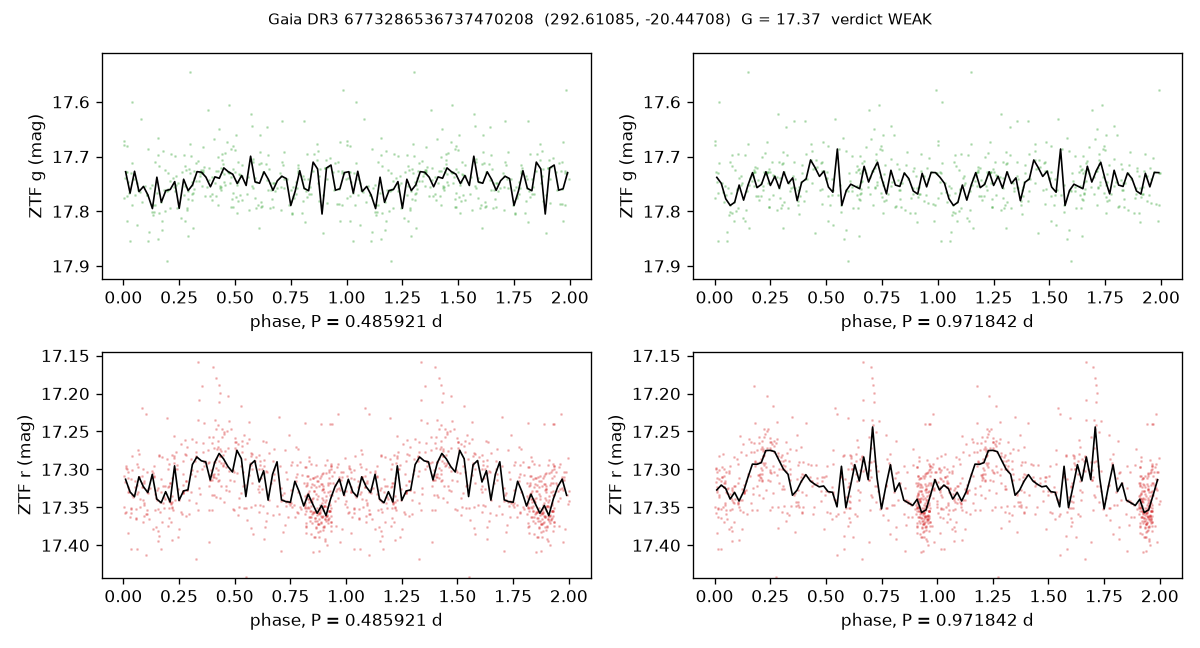 Gaia DR3 6773286536737470208 (292.61085, -20.44708) G = 17.37 verdict WEAK
ZTF g (mag)
17.6
17.7
17.8
17.9
0.00 0.25 0.50 0.75 1.00 1.25 1.50 1.75 2.00
phase, P = 0.485921 d
ZTF g (mag)
17.6
17.7
17.8
17.9
0.00 0.25 0.50 0.75 1.00 1.25 1.50 1.75 2.00
phase, P = 0.971842 d
ZTF r (mag)
17.15
17.20
17.25
17.30
17.35
17.40
0.00 0.25 0.50 0.75 1.00 1.25 1.50 1.75 2.00
phase, P = 0.485921 d
ZTF r (mag)
17.15
17.20
17.25
17.30
17.35
17.40
0.00 0.25 0.50 0.75 1.00 1.25 1.50 1.75 2.00
phase, P = 0.971842 d